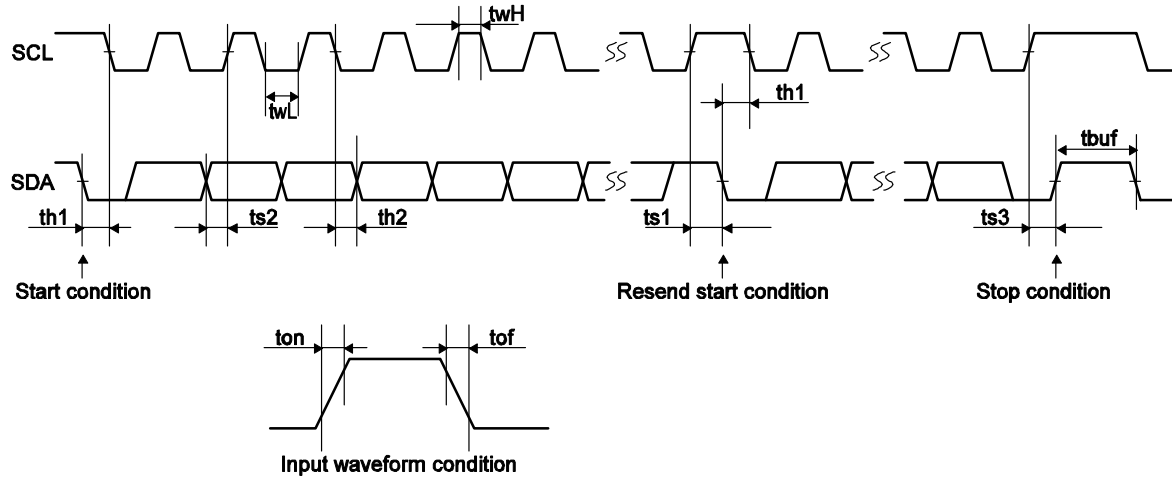 twH
SCL
twL
th1
tbuf
SDA
th1
ts2
th2
ts1
ts3
Start condition
Resend start condition
Stop condition
ton
tof
Input waveform condition